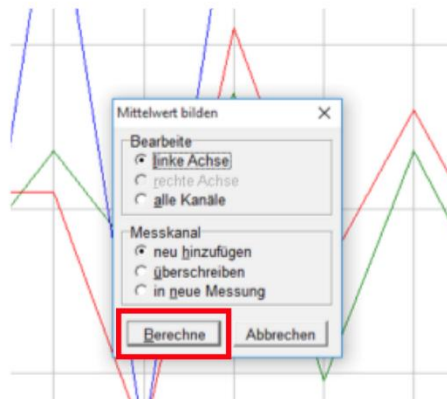 Mittelwert bilden
Bearbeite
linke Achse
rechte Achse
alle Kanäle
Messkanal
neu hinzufügen
überschreiben
in neue Messung
Berechne Abbrechen